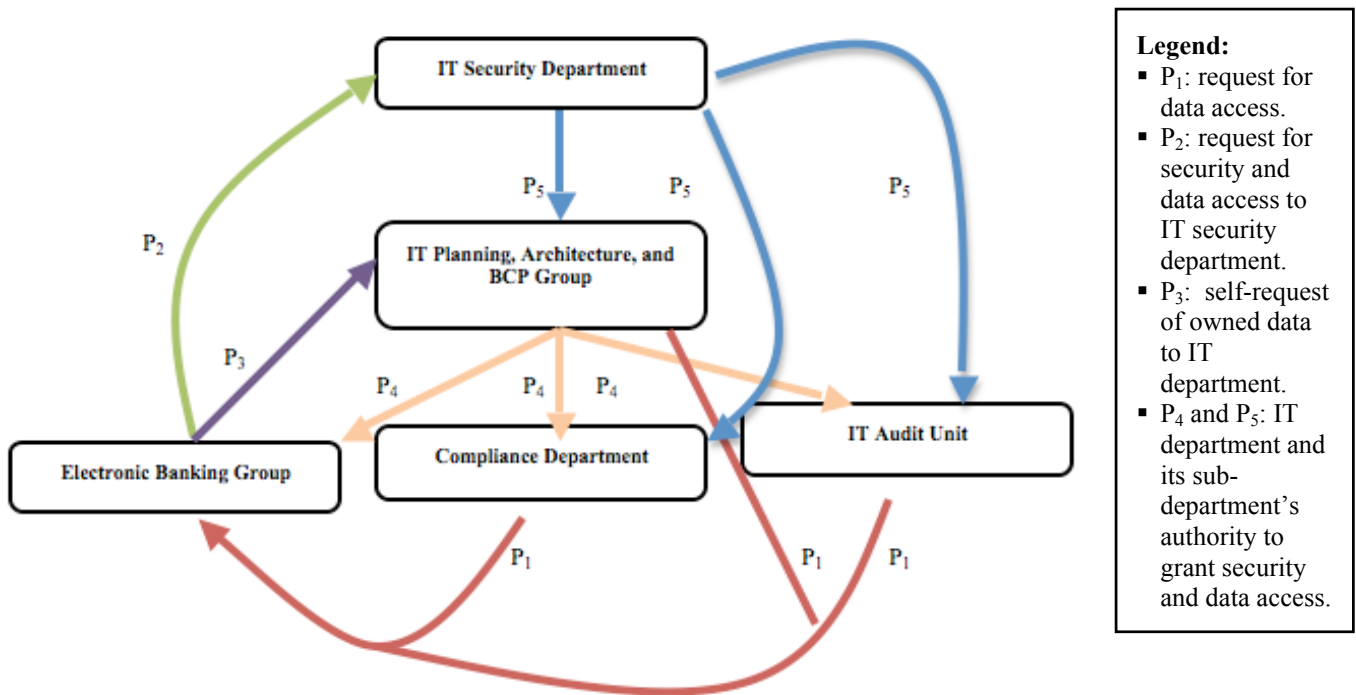 IT Security Department
P₅
P₅
P₅
P₂
IT Planning, Architecture, and
BCP Group
P₃
P₄
P₄
P₄
Electronic Banking Group
Compliance Department
IT Audit Unit
P₁
P₁
P₁
Legend:
▪ P₁: request for
data access.
▪ P₂: request for
security and
data access to
IT security
department.
▪ P₃: self-request
of owned data
to IT
department.
▪ P₄ and P₅: IT
department and
its sub-
department’s
authority to
grant security
and data access.